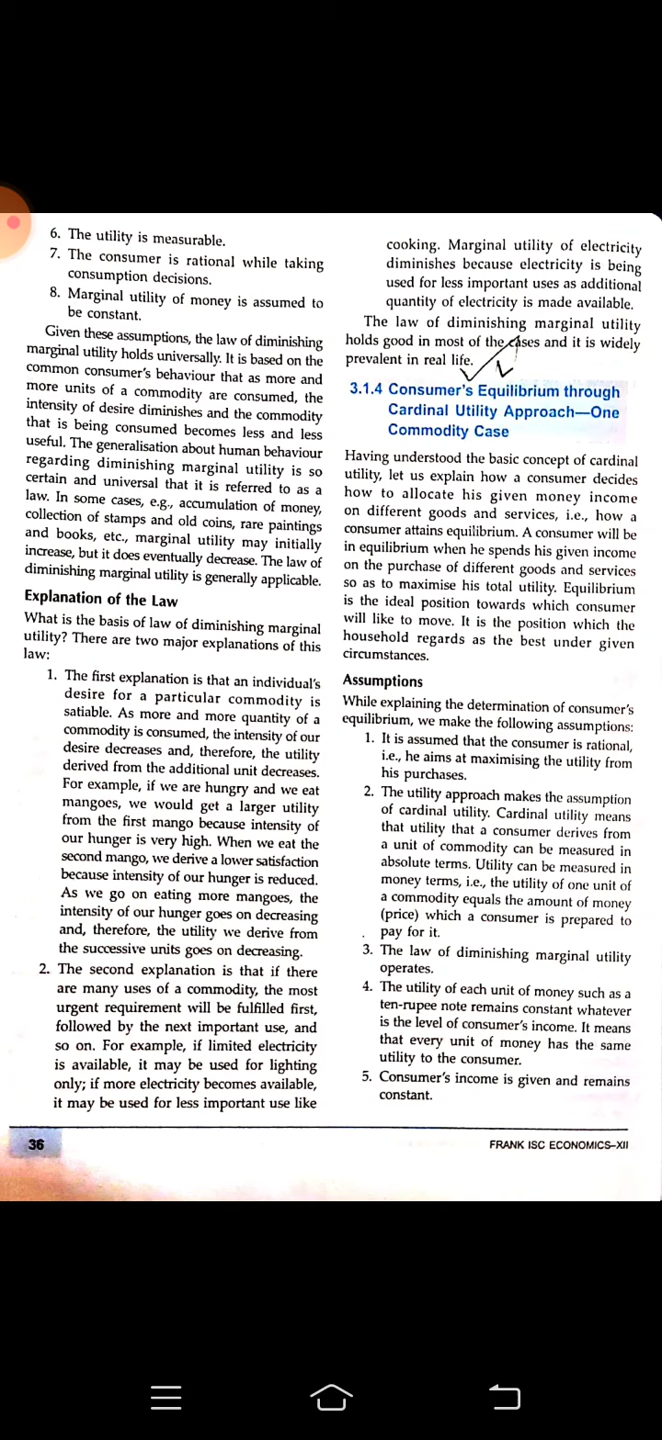 6. The utility is measurable.
7. The consumer is rational while taking
consumption decisions.
8. Marginal utility of money is assumed to
be constant.
Given these assumptions, the law of diminishing
marginal utility holds universally. It is based on the
common consumer's behaviour that as more and
more units of a commodity are consumed, the
intensity of desire diminishes and the commodity
that is being consumed becomes less and less
useful. The generalisation about human behaviour
regarding diminishing marginal utility is so
certain and universal that it is referred to as a
law. In some cases, e.g., accumulation of money,
collection of stamps and old coins, rare paintings
and books, etc., marginal utility may initially
increase, but it does eventually decrease. The law of
diminishing marginal utility is generally applicable.
Explanation of the Law
What is the basis of law of diminishing marginal
utility? There are two major explanations of this
law:
1. The first explanation is that an individual's
desire for a particular commodity is
satiable. As more and more quantity of a
commodity is consumed, the intensity of our
desire decreases and, therefore, the utility
derived from the additional unit decreases.
For example, if we are hungry and we eat
mangoes, we would get a larger utility
from the first mango because intensity of
our hunger is very high. When we eat the
second mango, we derive a lower satisfaction
because intensity of our hunger is reduced.
As we go on eating more mangoes, the
intensity of our hunger goes on decreasing
and, therefore, the utility we derive from
the successive units goes on decreasing.
2. The second explanation is that if there
are many uses of a commodity, the most
urgent requirement will be fulfilled first,
followed by the next important use, and
so on. For example, if limited electricity
is available, it may be used for lighting
only; if more electricity becomes available,
it may be used for less important use like
cooking. Marginal utility of electricity
diminishes because electricity is being
used for less important uses as additional
quantity of electricity is made available.
The law of diminishing marginal utility
holds good in most of the cases and it is widely
prevalent in real life.
3.1.4 Consumer's Equilibrium through
Cardinal Utility Approach—One
Commodity Case
Having understood the basic concept of cardinal
utility, let us explain how a consumer decides
how to allocate his given money income
on different goods and services, i.e., how a
consumer attains equilibrium. A consumer will be
in equilibrium when he spends his given income
on the purchase of different goods and services
so as to maximise his total utility. Equilibrium
is the ideal position towards which consumer
will like to move. It is the position which the
household regards as the best under given
circumstances.
Assumptions
While explaining the determination of consumer's
equilibrium, we make the following assumptions:
1. It is assumed that the consumer is rational,
i.e., he aims at maximising the utility from
his purchases.
2. The utility approach makes the assumption
of cardinal utility. Cardinal utility means
that utility that a consumer derives from
a unit of commodity can be measured in
absolute terms. Utility can be measured in
money terms, i.e., the utility of one unit of
a commodity equals the amount of money
(price) which a consumer is prepared to
pay for it.
3. The law of diminishing marginal utility
operates.
4. The utility of each unit of money such as a
ten-rupee note remains constant whatever
is the level of consumer's income. It means
that every unit of money has the same
utility to the consumer.
5. Consumer's income is given and remains
constant.
36
FRANK ISC ECONOMICS–XII